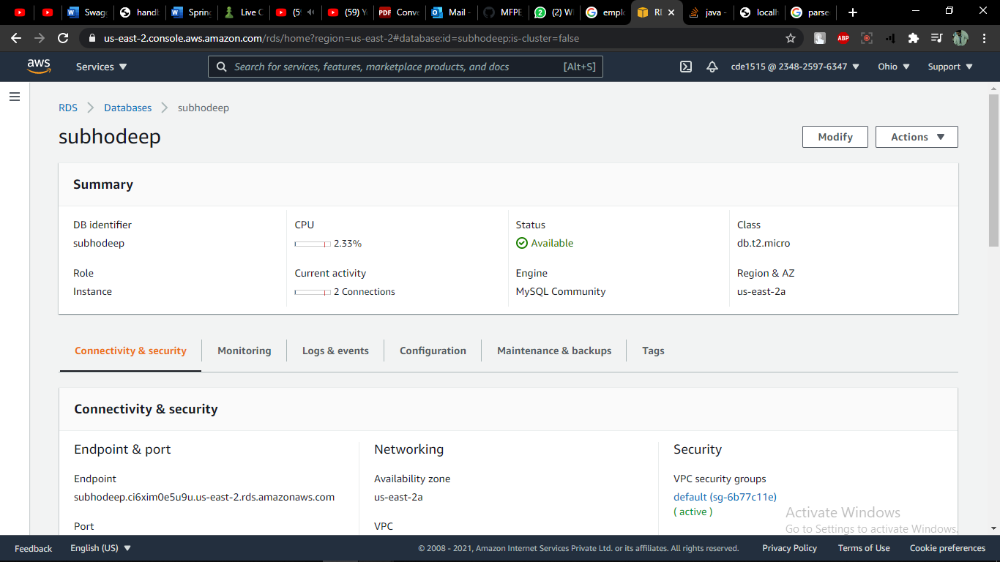 Swagg
handb
Spring
Live C
(59
(59) Y
PDF Conve
Mail -
MFPE
(2) W
emplo
RD
java -
localh
parse
us-east-2.console.aws.amazon.com/rds/home?region=us-east-2#database:id=subhodeep;is-cluster=false
ABP
aws Services Search for services, features, marketplace products, and docs [Alt+S] cde1515 @ 2348-2597-6347 Ohio Support
RDS Databases subhodeep
subhodeep Modify Actions
Summary
DB identifier CPU Status Class
subhodeep 2.33% Available db.t2.micro
Role Current activity Engine Region & AZ
Instance 2 Connections MySQL Community us-east-2a
Connectivity & security Monitoring Logs & events Configuration Maintenance & backups Tags
Connectivity & security
Endpoint & port Networking Security
Endpoint Availability zone VPC security groups
subhodeep.ci6xim0e5u9u.us-east-2.rds.amazonaws.com us-east-2a default (sg-6b77c11e)
( active )
Port VPC
Activate Windows
Go to Settings to activate Windows.
Feedback English (US) © 2008 - 2021, Amazon Internet Services Private Ltd. or its affiliates. All rights reserved. Privacy Policy Terms of Use Cookie preferences